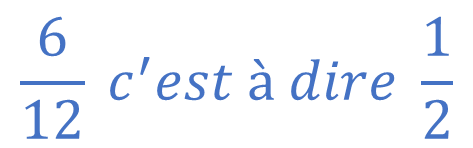 6/12 c'est à dire 1/2